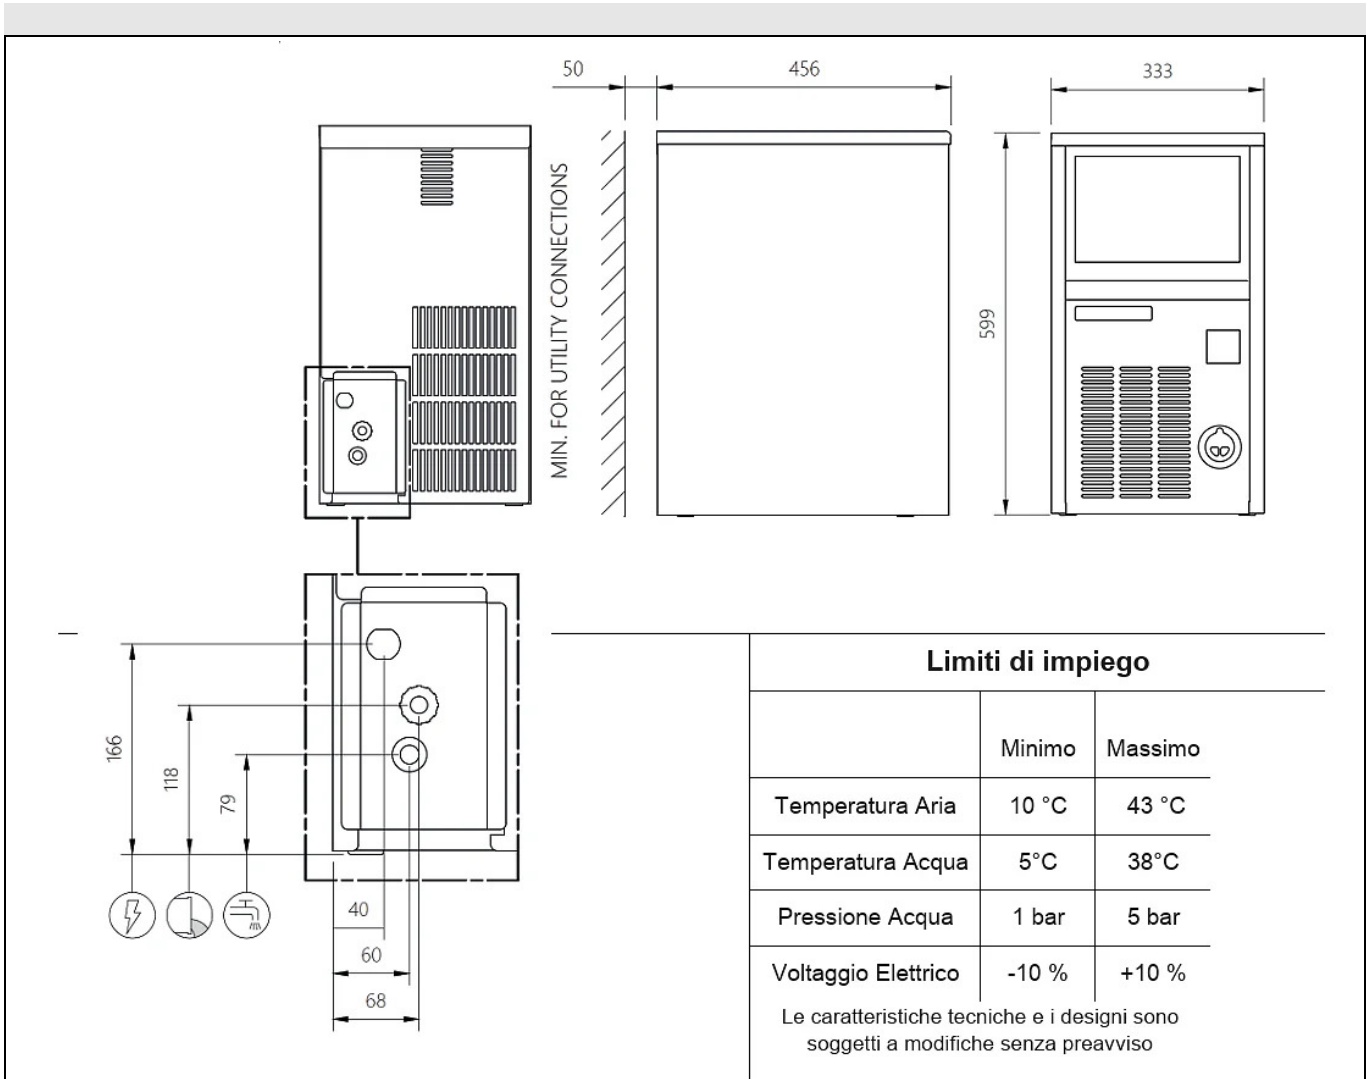 50
456
333
MIN. FOR UTILITY CONNECTIONS
599
166
118
79
40
60
68
Limiti di impiego
Minimo Massimo
Temperatura Aria 10 °C 43 °C
Temperatura Acqua 5°C 38°C
Pressione Acqua 1 bar 5 bar
Voltaggio Elettrico -10 % +10 %
Le caratteristiche tecniche e i designi sono
soggetti a modifiche senza preavviso